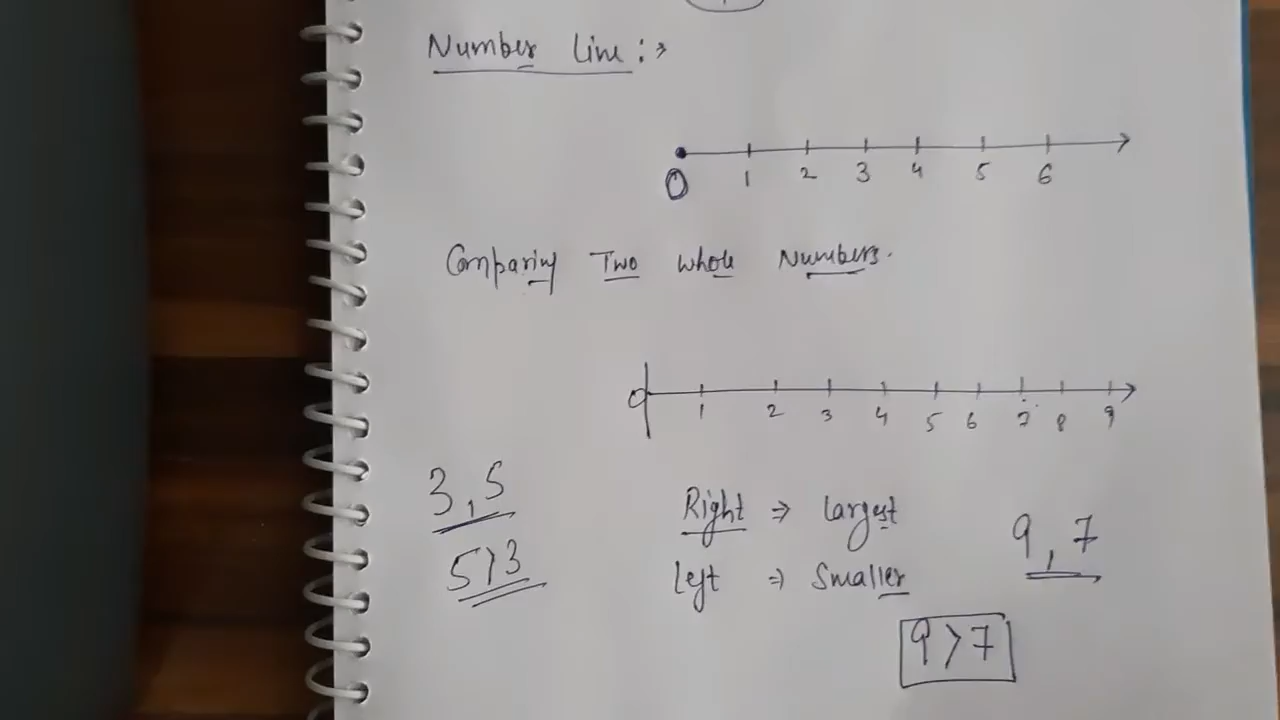 Number Line :→
0 1 2 3 4 5 6
Comparing Two whole Numbers.
0 1 2 3 4 5 6 7 8 9
3, 5
5>3
Right ⇒ largest
Left ⇒ Smaller
9, 7
9>7